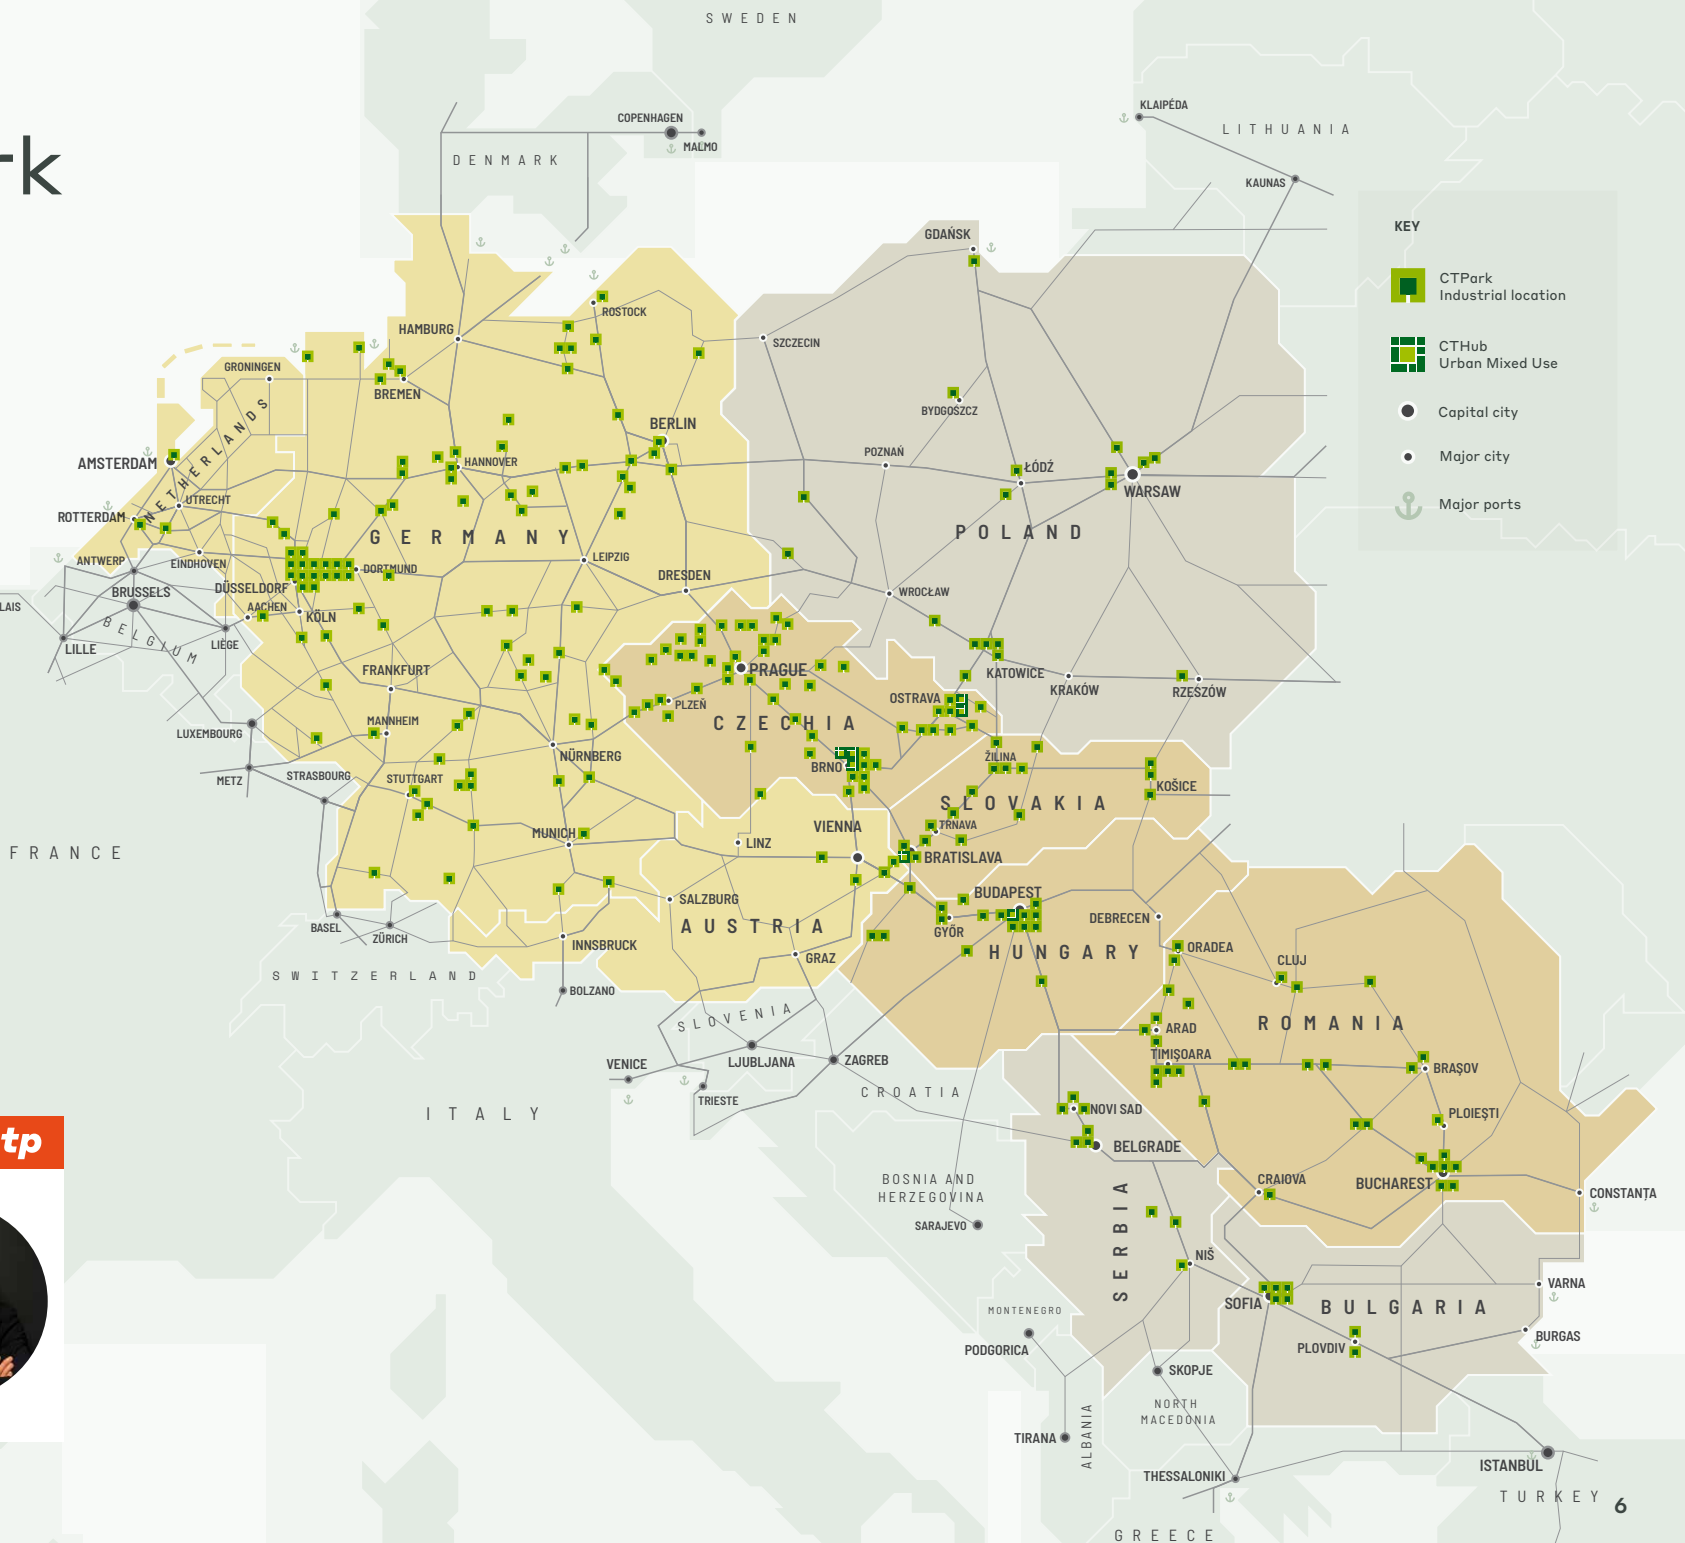 rk
SWEDEN
COPENHAGEN
MALMO
DENMARK
KLAIPĖDA
LITHUANIA
KAUNAS
KEY
CTPark
Industrial location
CTHub
Urban Mixed Use
Capital city
Major city
Major ports
GDAŃSK
ROSTOCK
HAMBURG
SZCZECIN
GRONINGEN
BREMEN
BYDGOSZCZ
BERLIN
NETHERLANDS
AMSTERDAM
HANNOVER
POZNAŃ
ŁÓDŹ
WARSAW
UTRECHT
ROTTERDAM
GERMANY
POLAND
ANTWERP
EINDHOVEN
DORTMUND
LEIPZIG
DRESDEN
BRUSSELS
DÜSSELDORF
WROCŁAW
LAIS
AACHEN
KÖLN
BELGIUM
LILLE
LIÈGE
FRANKFURT
PRAGUE
KATOWICE
KRAKÓW
RZESZÓW
OSTRAVA
PLZEŇ
LUXEMBOURG
MANNHEIM
CZECHIA
NÜRNBERG
BRNO
ŽILINA
METZ
STRASBOURG
STUTTGART
KOŠICE
SLOVAKIA
MUNICH
LINZ
VIENNA
TRNAVA
FRANCE
BRATISLAVA
SALZBURG
BUDAPEST
DEBRECEN
BASEL
ZÜRICH
AUSTRIA
GYŐR
INNSBRUCK
GRAZ
HUNGARY
ORADEA
CLUJ
SWITZERLAND
BOLZANO
SLOVENIA
ROMANIA
ARAD
TIMIȘOARA
VENICE
LJUBLJANA
ZAGREB
BRAȘOV
TRIESTE
CROATIA
ITALY
NOVI SAD
PLOIEȘTI
tp
BELGRADE
BOSNIA AND
HERZEGOVINA
CRAIOVA
BUCHAREST
CONSTANȚA
SARAJEVO
SERBIA
NIŠ
VARNA
SOFIA
BULGARIA
MONTENEGRO
PODGORICA
PLOVDIV
BURGAS
SKOPJE
NORTH
MACEDONIA
ALBANIA
TIRANA
THESSALONIKI
ISTANBUL
TURKEY
6
GREECE